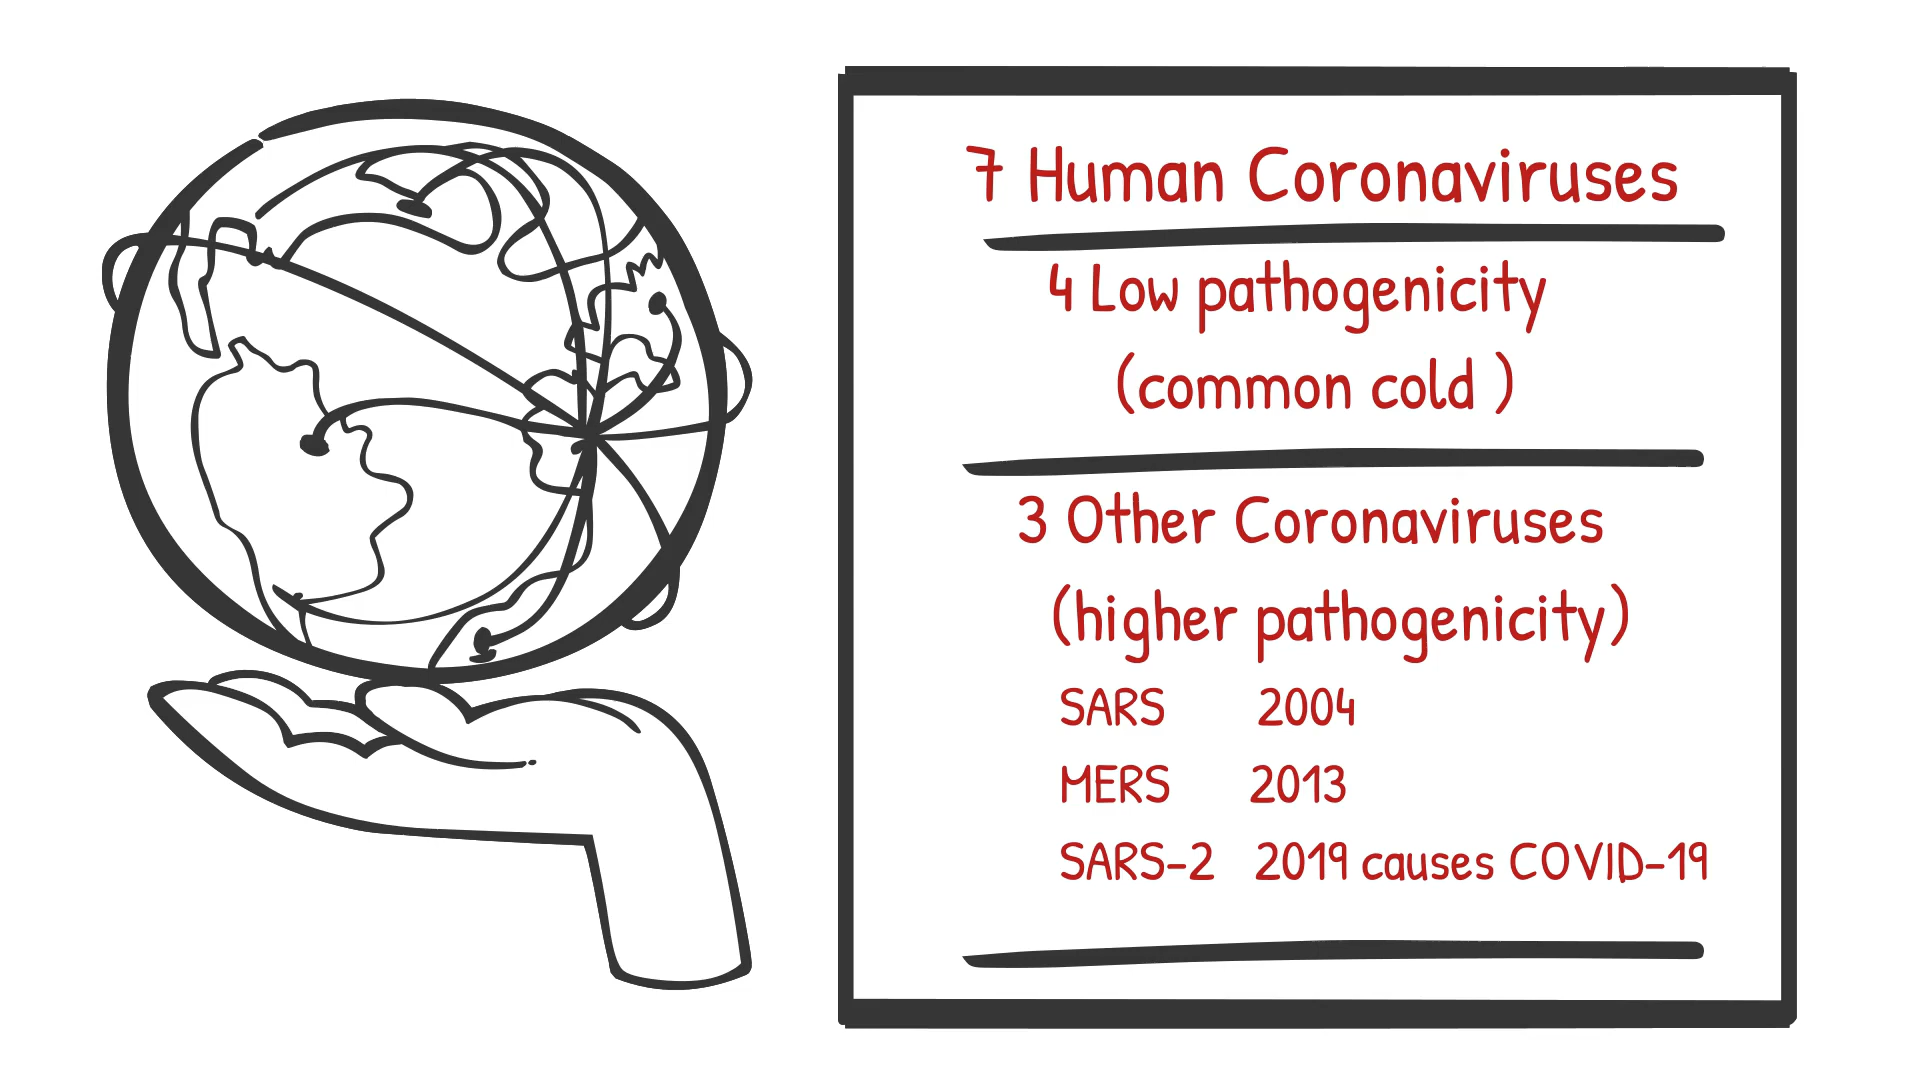 7 Human Coronaviruses
4 Low pathogenicity
(common cold )
3 Other Coronaviruses
(higher pathogenicity)
SARS 2004
MERS 2013
SARS-2 2019 causes COVID-19